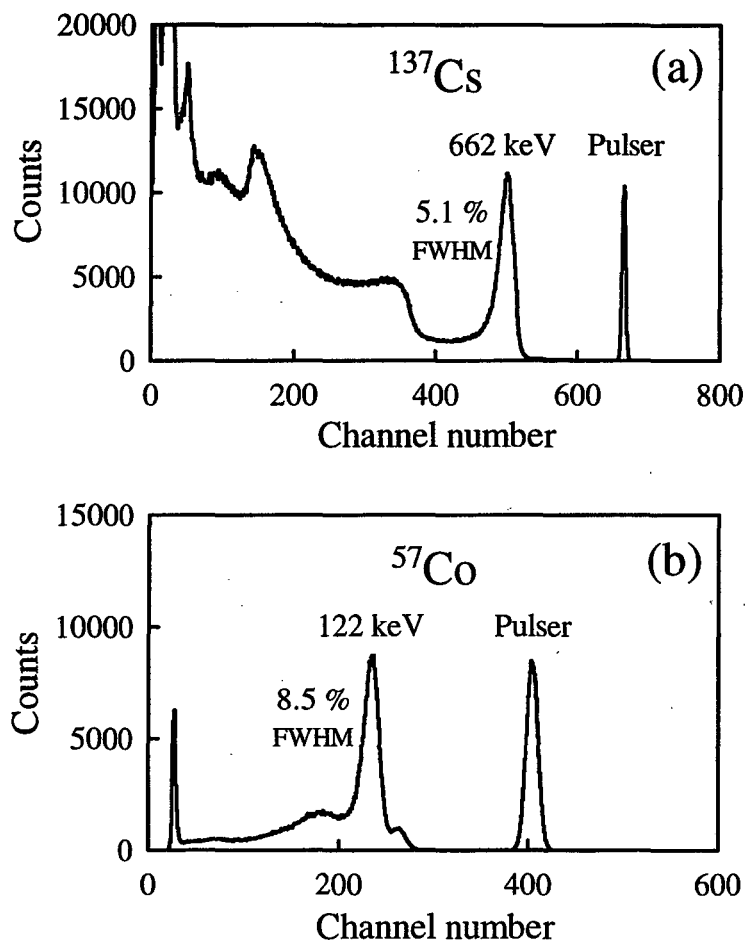 20000
15000
10000
5000
0
Counts
¹³⁷Cs
(a)
662 keV
Pulser
5.1 %
FWHM
0 200 400 600 800
Channel number
15000
10000
5000
0
Counts
⁵⁷Co
(b)
122 keV
Pulser
8.5 %
FWHM
0 200 400 600
Channel number